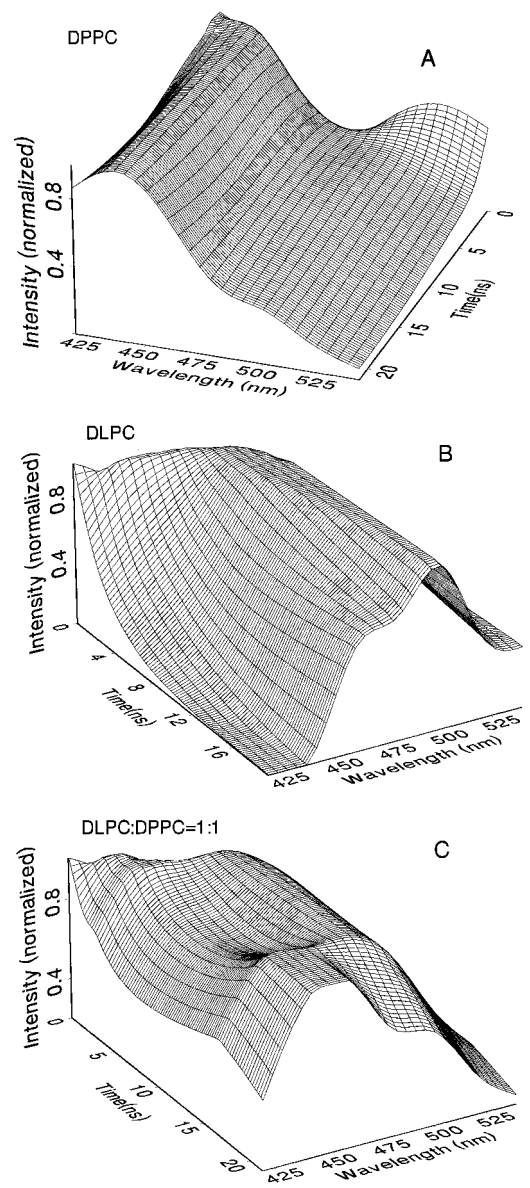 DPPC
A
Intensity (normalized)
0.8
0.4
425 450 475 500 525
Wavelength (nm)
0
5
10
15
20
Time(ns)
DLPC
B
Intensity (normalized)
0.8
0.4
0
4
8
12
16
Time(ns)
425 450 475 500 525
Wavelength (nm)
DLPC:DPPC=1:1
C
Intensity (normalized)
0.8
0.4
0
5
10
15
20
Time(ns)
425 450 475 500 525
Wavelength (nm)